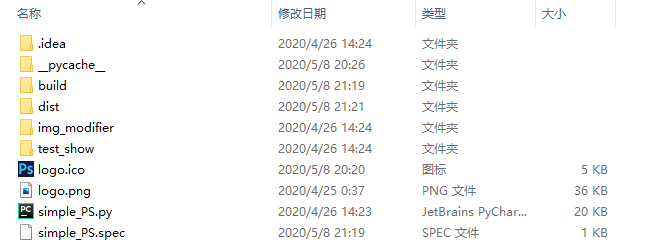 名称 修改日期 类型 大小
.idea 2020/4/26 14:24 文件夹
__pycache__ 2020/5/8 20:26 文件夹
build 2020/5/8 21:19 文件夹
dist 2020/5/8 21:21 文件夹
img_modifier 2020/4/26 14:24 文件夹
test_show 2020/4/26 14:24 文件夹
Ps logo.ico 2020/5/8 20:20 图标 5 KB
logo.png 2020/4/25 0:37 PNG 文件 36 KB
PC simple_PS.py 2020/4/26 14:23 JetBrains PyChar... 20 KB
simple_PS.spec 2020/5/8 21:19 SPEC 文件 1 KB